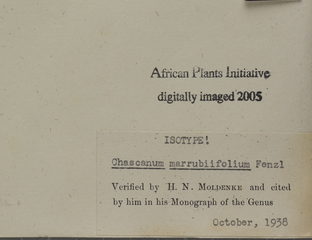 African Plants Initiative
digitally imaged 2005
ISOTYPE!
Chascanum marrubiifolium Fenzl
Verified by H. N. Moldenke and cited
by him in his Monograph of the Genus
October, 1938